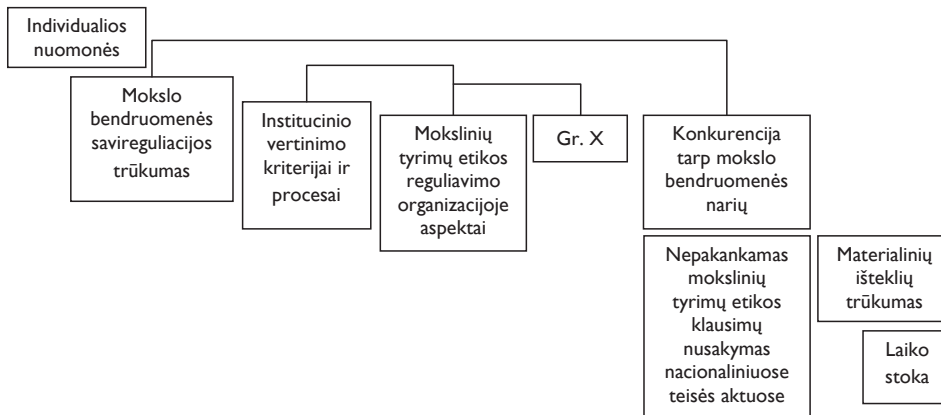 Individualios
nuomonės
Mokslo
bendruomenės
savireguliacijos
trūkumas
Institucinio
vertinimo
kriterijai ir
procesai
Mokslinių
tyrimų etikos
reguliavimo
organizacijoje
aspektai
Gr. X
Konkurencija
tarp mokslo
bendruomenės
narių
Nepakankamas
mokslinių
tyrimų etikos
klausimų
nusakymas
nacionaliniuose
teisės aktuose
Materialinių
išteklių
trūkumas
Laiko
stoka